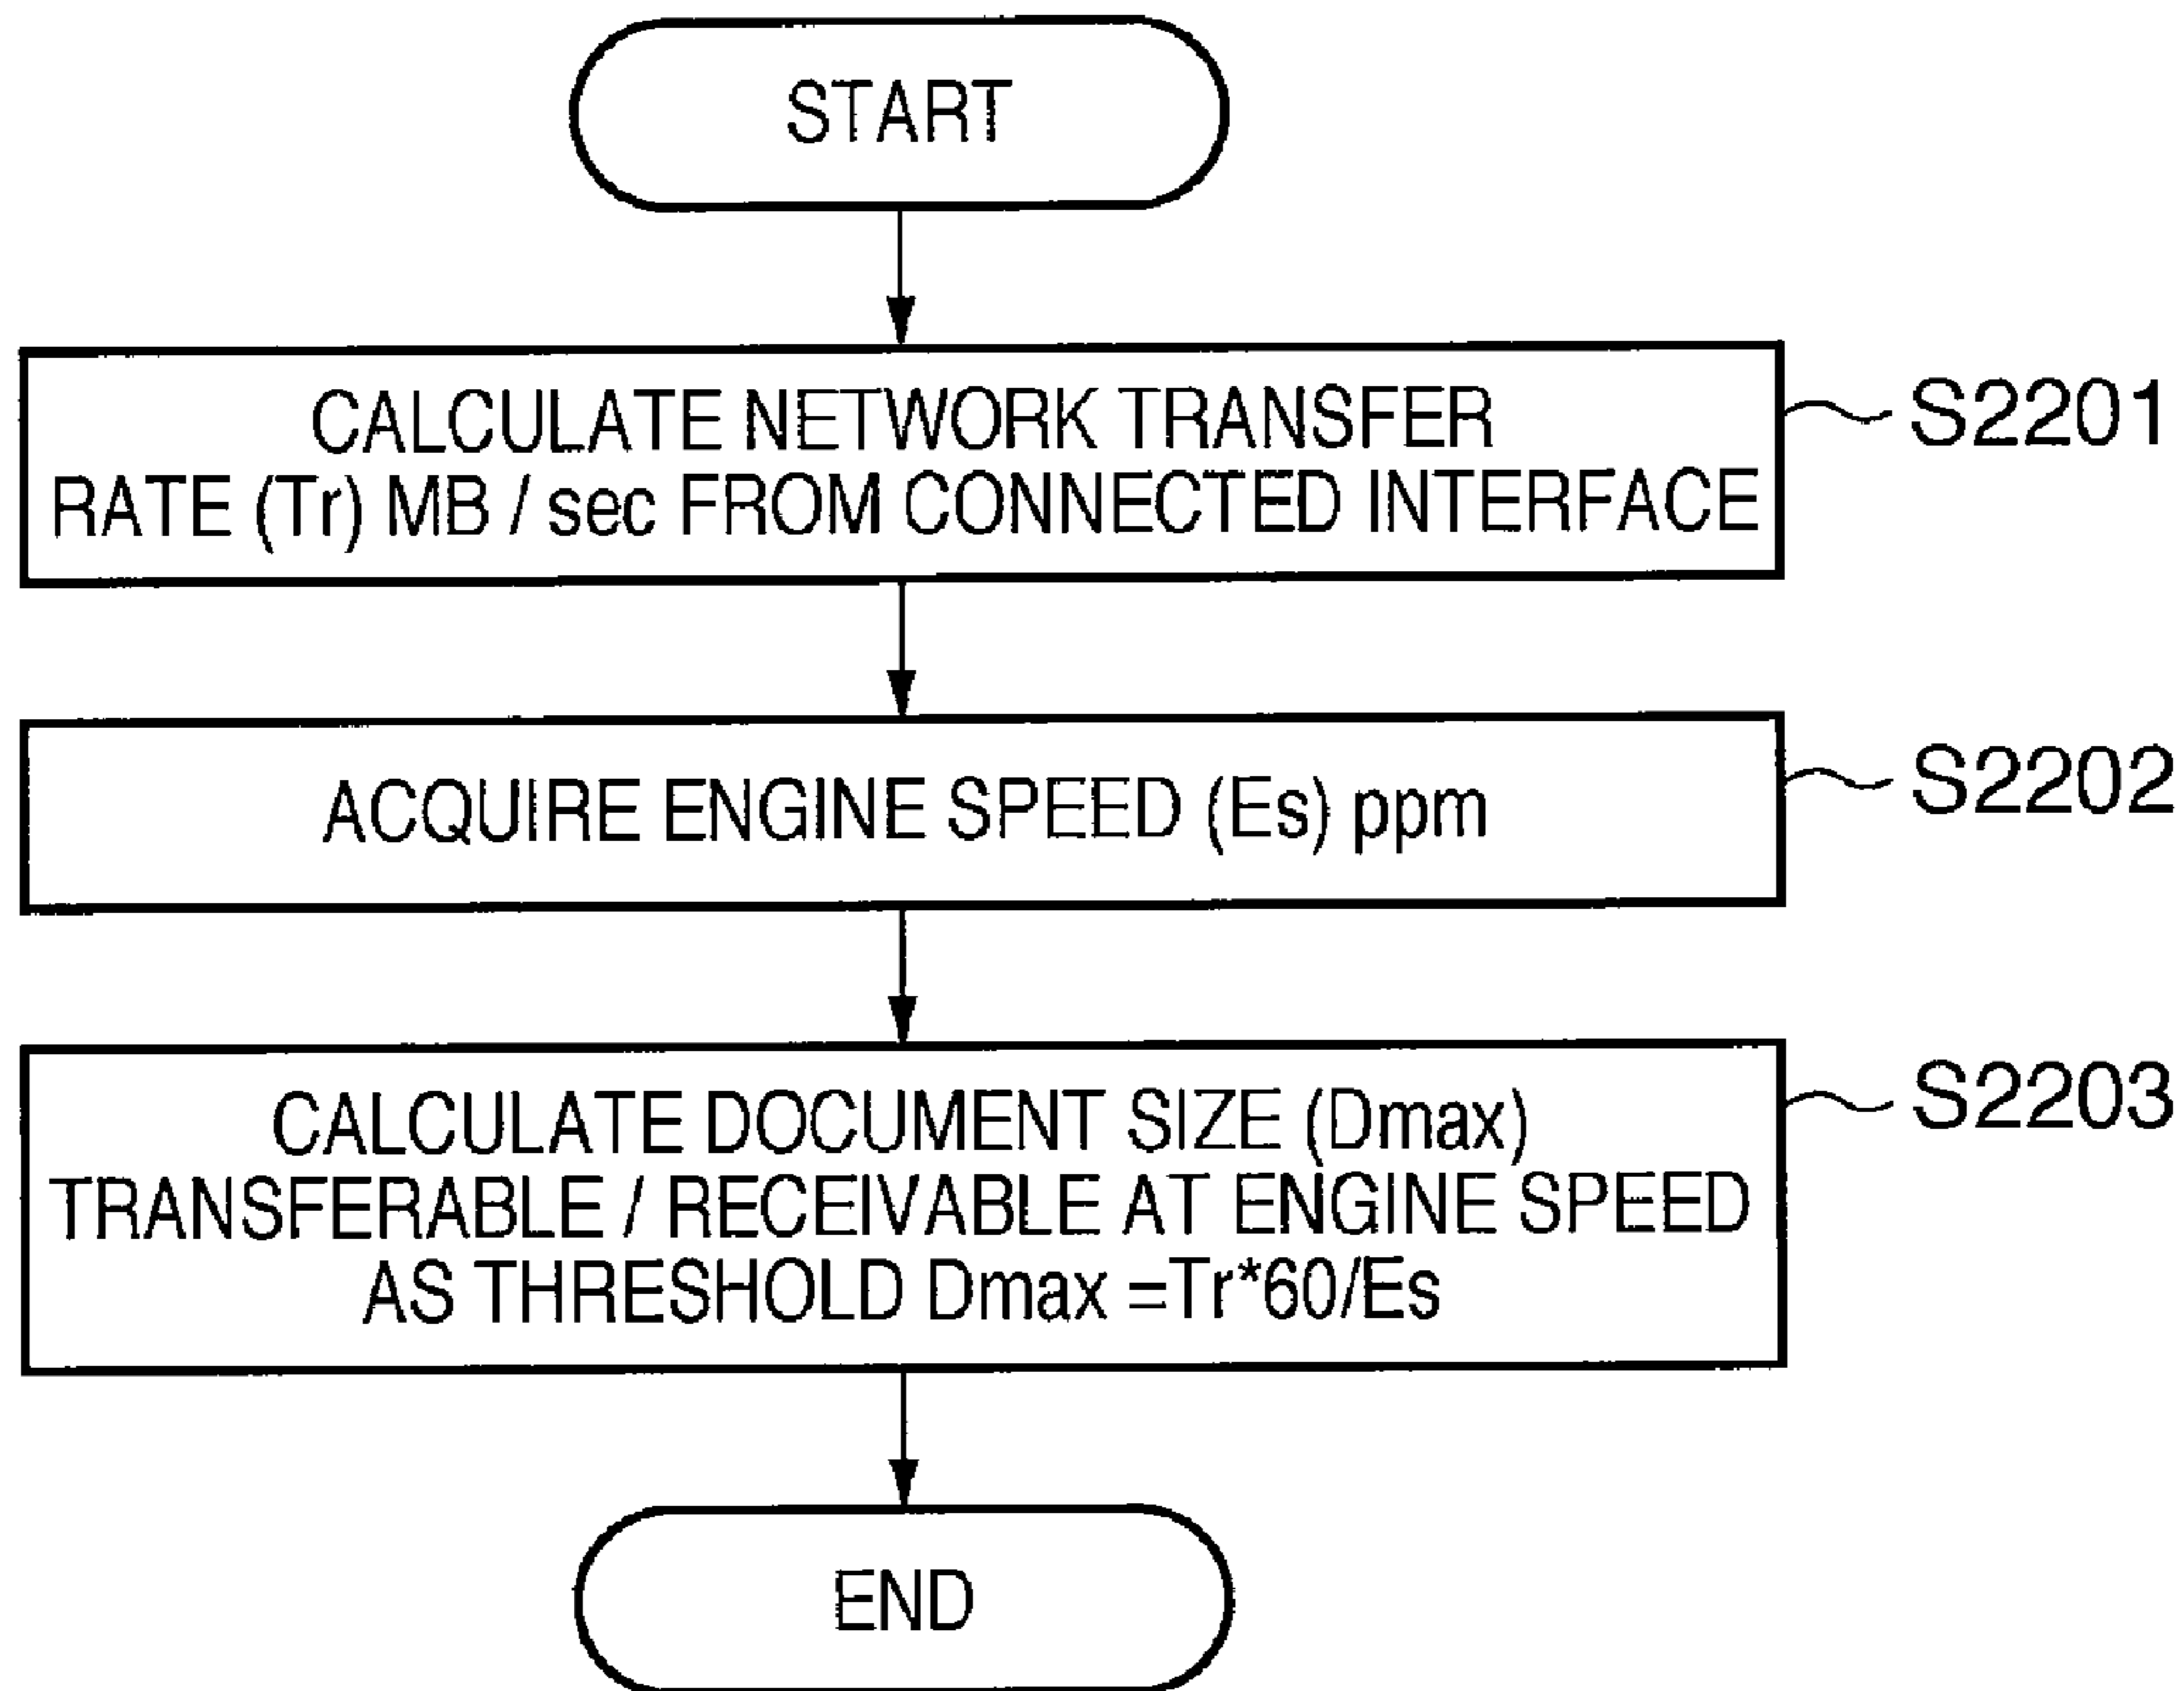 START
CALCULATE NETWORK TRANSFER
RATE (Tr) MB / sec FROM CONNECTED INTERFACE
S2201
ACQUIRE ENGINE SPEED (Es) ppm
S2202
CALCULATE DOCUMENT SIZE (Dmax)
TRANSFERABLE / RECEIVABLE AT ENGINE SPEED
AS THRESHOLD Dmax =Tr*60/Es
S2203
END